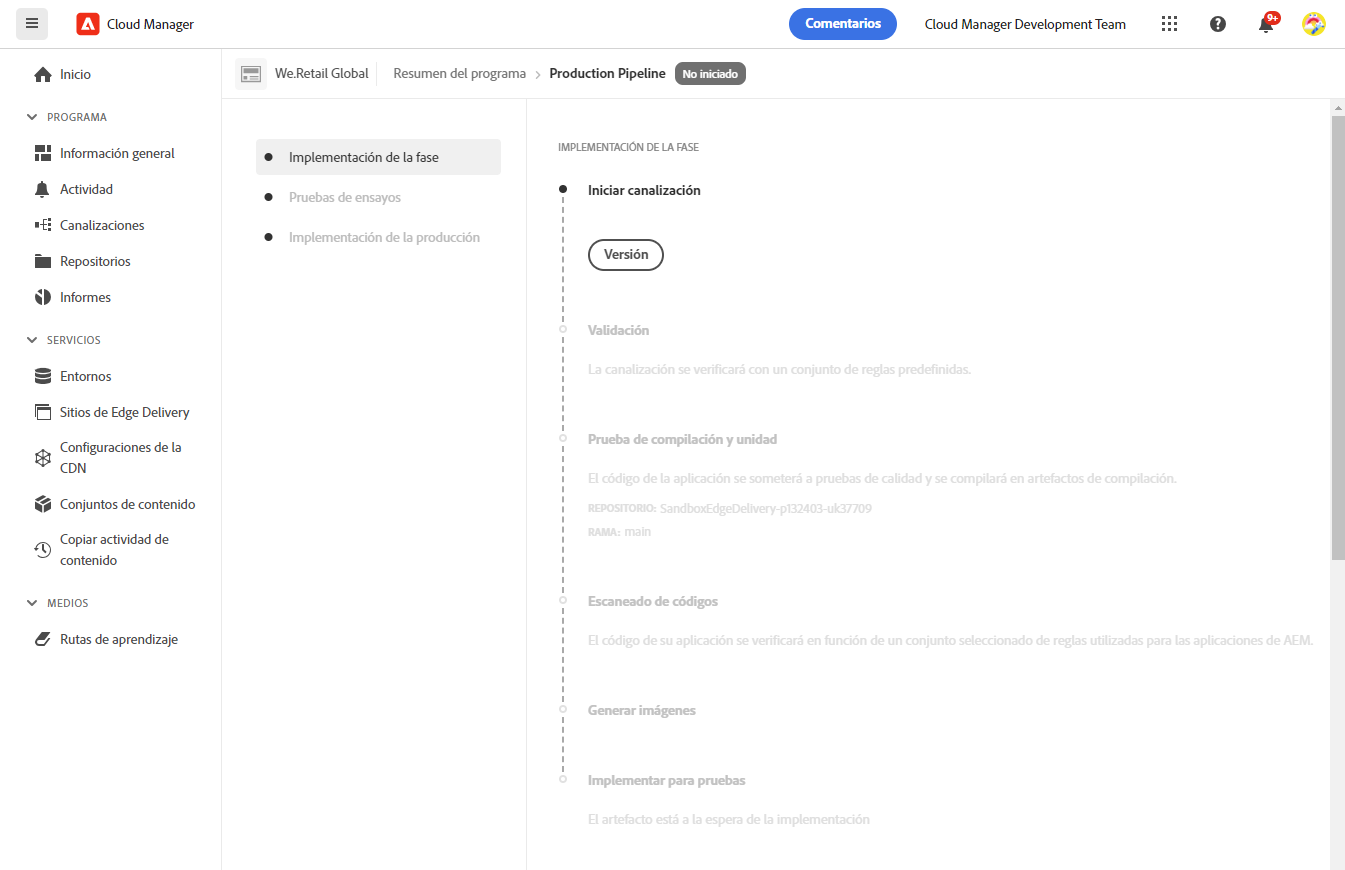 Cloud Manager
Comentarios
Cloud Manager Development Team
9+
Inicio
PROGRAMA
Información general
Actividad
Canalizaciones
Repositorios
Informes
SERVICIOS
Entornos
Sitios de Edge Delivery
Configuraciones de la
CDN
Conjuntos de contenido
Copiar actividad de
contenido
MEDIOS
Rutas de aprendizaje
We.Retail Global
Resumen del programa › Production Pipeline No iniciado
Implementación de la fase
Pruebas de ensayos
Implementación de la producción
IMPLEMENTACIÓN DE LA FASE
Iniciar canalización
Versión
Validación
La canalización se verificará con un conjunto de reglas predefinidas.
Prueba de compilación y unidad
El código de la aplicación se someterá a pruebas de calidad y se compilará en artefactos de compilación.
REPOSITORIO: SandboxEdgeDelivery-p132403-uk37709
RAMA: main
Escaneado de códigos
El código de su aplicación se verificará en función de un conjunto seleccionado de reglas utilizadas para las aplicaciones de AEM.
Generar imágenes
Implementar para pruebas
El artefacto está a la espera de la implementación